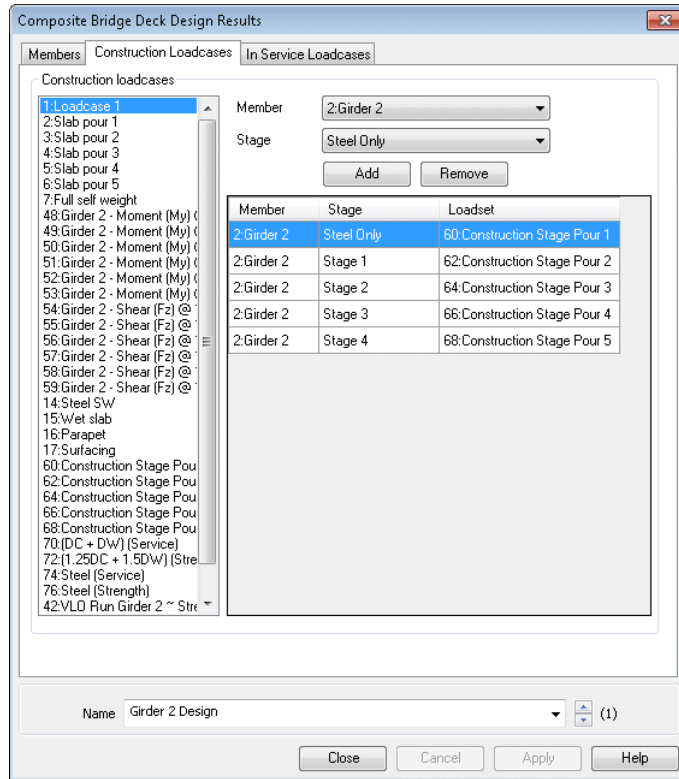 Composite Bridge Deck Design Results
Members Construction Loadcases In Service Loadcases
Construction loadcases
1:Loadcase 1
2:Slab pour 1
3:Slab pour 2
4:Slab pour 3
5:Slab pour 4
6:Slab pour 5
7:Full self weight
48:Girder 2 - Moment (My) (
49:Girder 2 - Moment (My) (
50:Girder 2 - Moment (My) (
51:Girder 2 - Moment (My) (
52:Girder 2 - Moment (My) (
53:Girder 2 - Moment (My) (
54:Girder 2 - Shear (Fz) @
55:Girder 2 - Shear (Fz) @
56:Girder 2 - Shear (Fz) @
57:Girder 2 - Shear (Fz) @
58:Girder 2 - Shear (Fz) @
59:Girder 2 - Shear (Fz) @
14:Steel SW
15:Wet slab
16:Parapet
17:Surfacing
60:Construction Stage Pou
62:Construction Stage Pou
64:Construction Stage Pou
66:Construction Stage Pou
68:Construction Stage Pou
70:(DC + DW) (Service)
72:(1.25DC + 1.5DW) (Stre
74:Steel (Service)
76:Steel (Strength)
42:VLO Run Girder 2 ~ Stre
Member 2:Girder 2
Stage Steel Only
Add Remove
Member Stage Loadset
2:Girder 2 Steel Only 60:Construction Stage Pour 1
2:Girder 2 Stage 1 62:Construction Stage Pour 2
2:Girder 2 Stage 2 64:Construction Stage Pour 3
2:Girder 2 Stage 3 66:Construction Stage Pour 4
2:Girder 2 Stage 4 68:Construction Stage Pour 5
Name Girder 2 Design (1)
Close Cancel Apply Help